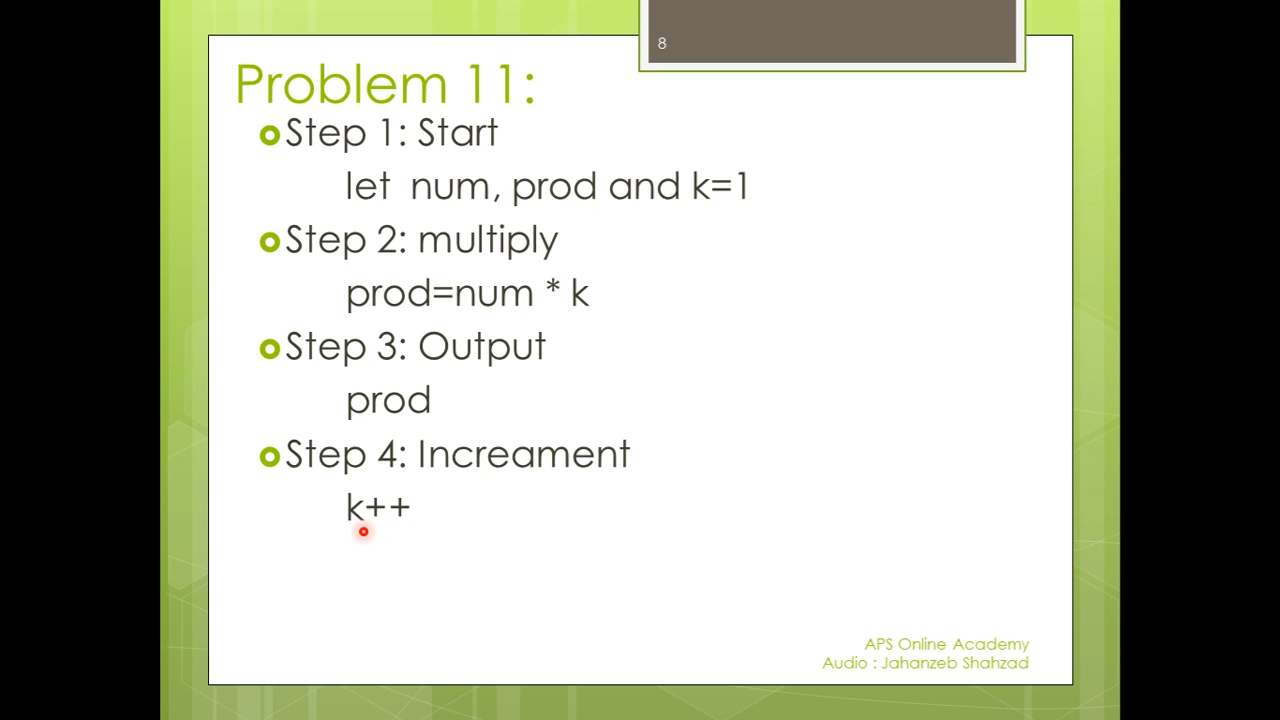 8
Problem 11:
Step 1: Start
let num, prod and k=1
Step 2: multiply
prod=num * k
Step 3: Output
prod
Step 4: Increament
k++
APS Online Academy
Audio : Jahanzeb Shahzad